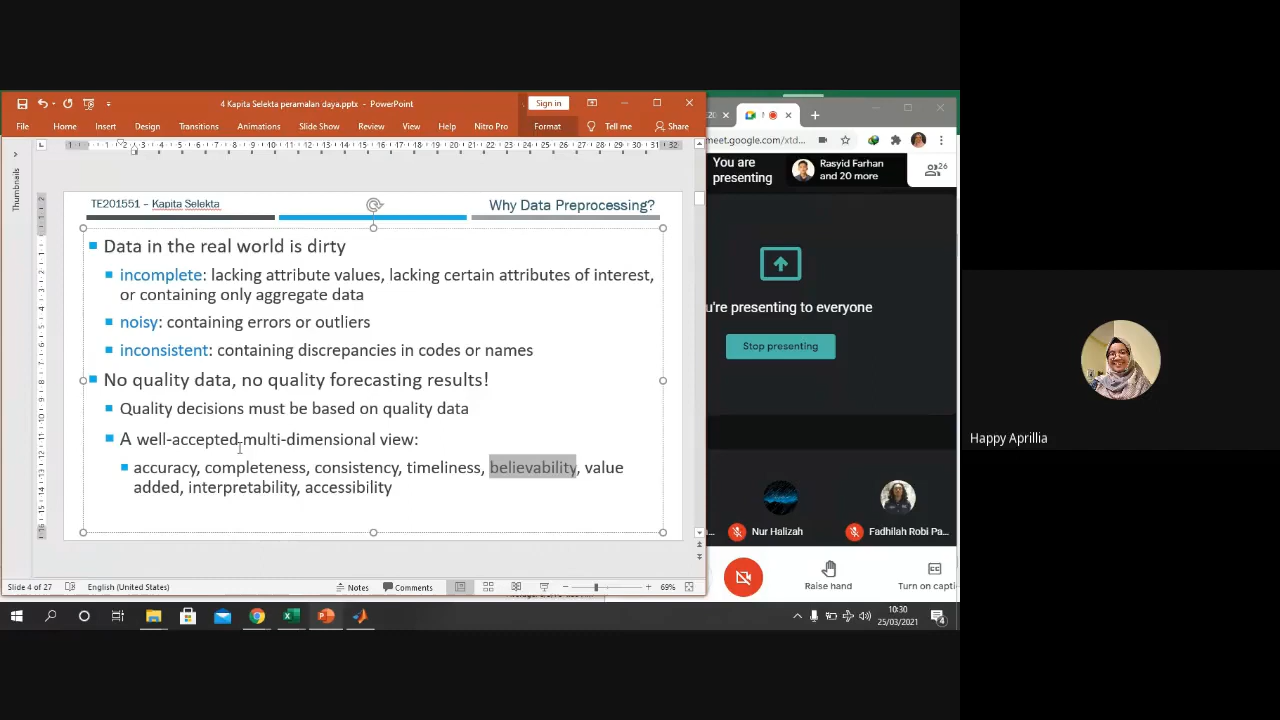 4 Kapita Selekta peramalan daya.pptx - PowerPoint
Sign in
File Home Insert Design Transitions Animations Slide Show Review View Help Nitro Pro Format Tell me Share
Thumbnails
TE201551 – Kapita Selekta
Why Data Preprocessing?
Data in the real world is dirty
incomplete: lacking attribute values, lacking certain attributes of interest,
or containing only aggregate data
noisy: containing errors or outliers
inconsistent: containing discrepancies in codes or names
No quality data, no quality forecasting results!
Quality decisions must be based on quality data
A well-accepted multi-dimensional view:
accuracy, completeness, consistency, timeliness, believability, value
added, interpretability, accessibility
Slide 4 of 27
English (United States)
Notes
Comments
69%
meet.google.com/xtd...
You are
presenting
Rasyid Farhan
and 20 more
26
u're presenting to everyone
Stop presenting
Nur Halizah
Fadhilah Robi Pa...
Raise hand
Turn on capti
10:30
25/03/2021
4
Happy Aprillia